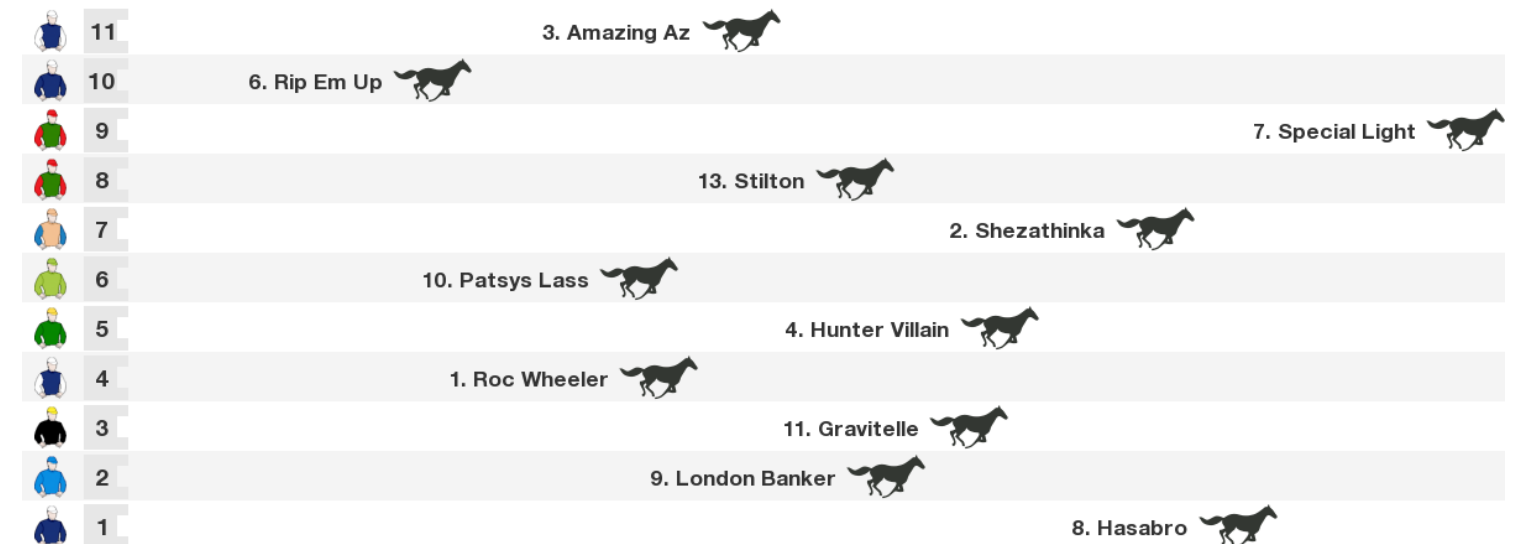 11 3. Amazing Az
10 6. Rip Em Up
9 7. Special Light
8 13. Stilton
7 2. Shezathinka
6 10. Patsys Lass
5 4. Hunter Villain
4 1. Roc Wheeler
3 11. Gravitelle
2 9. London Banker
1 8. Hasabro